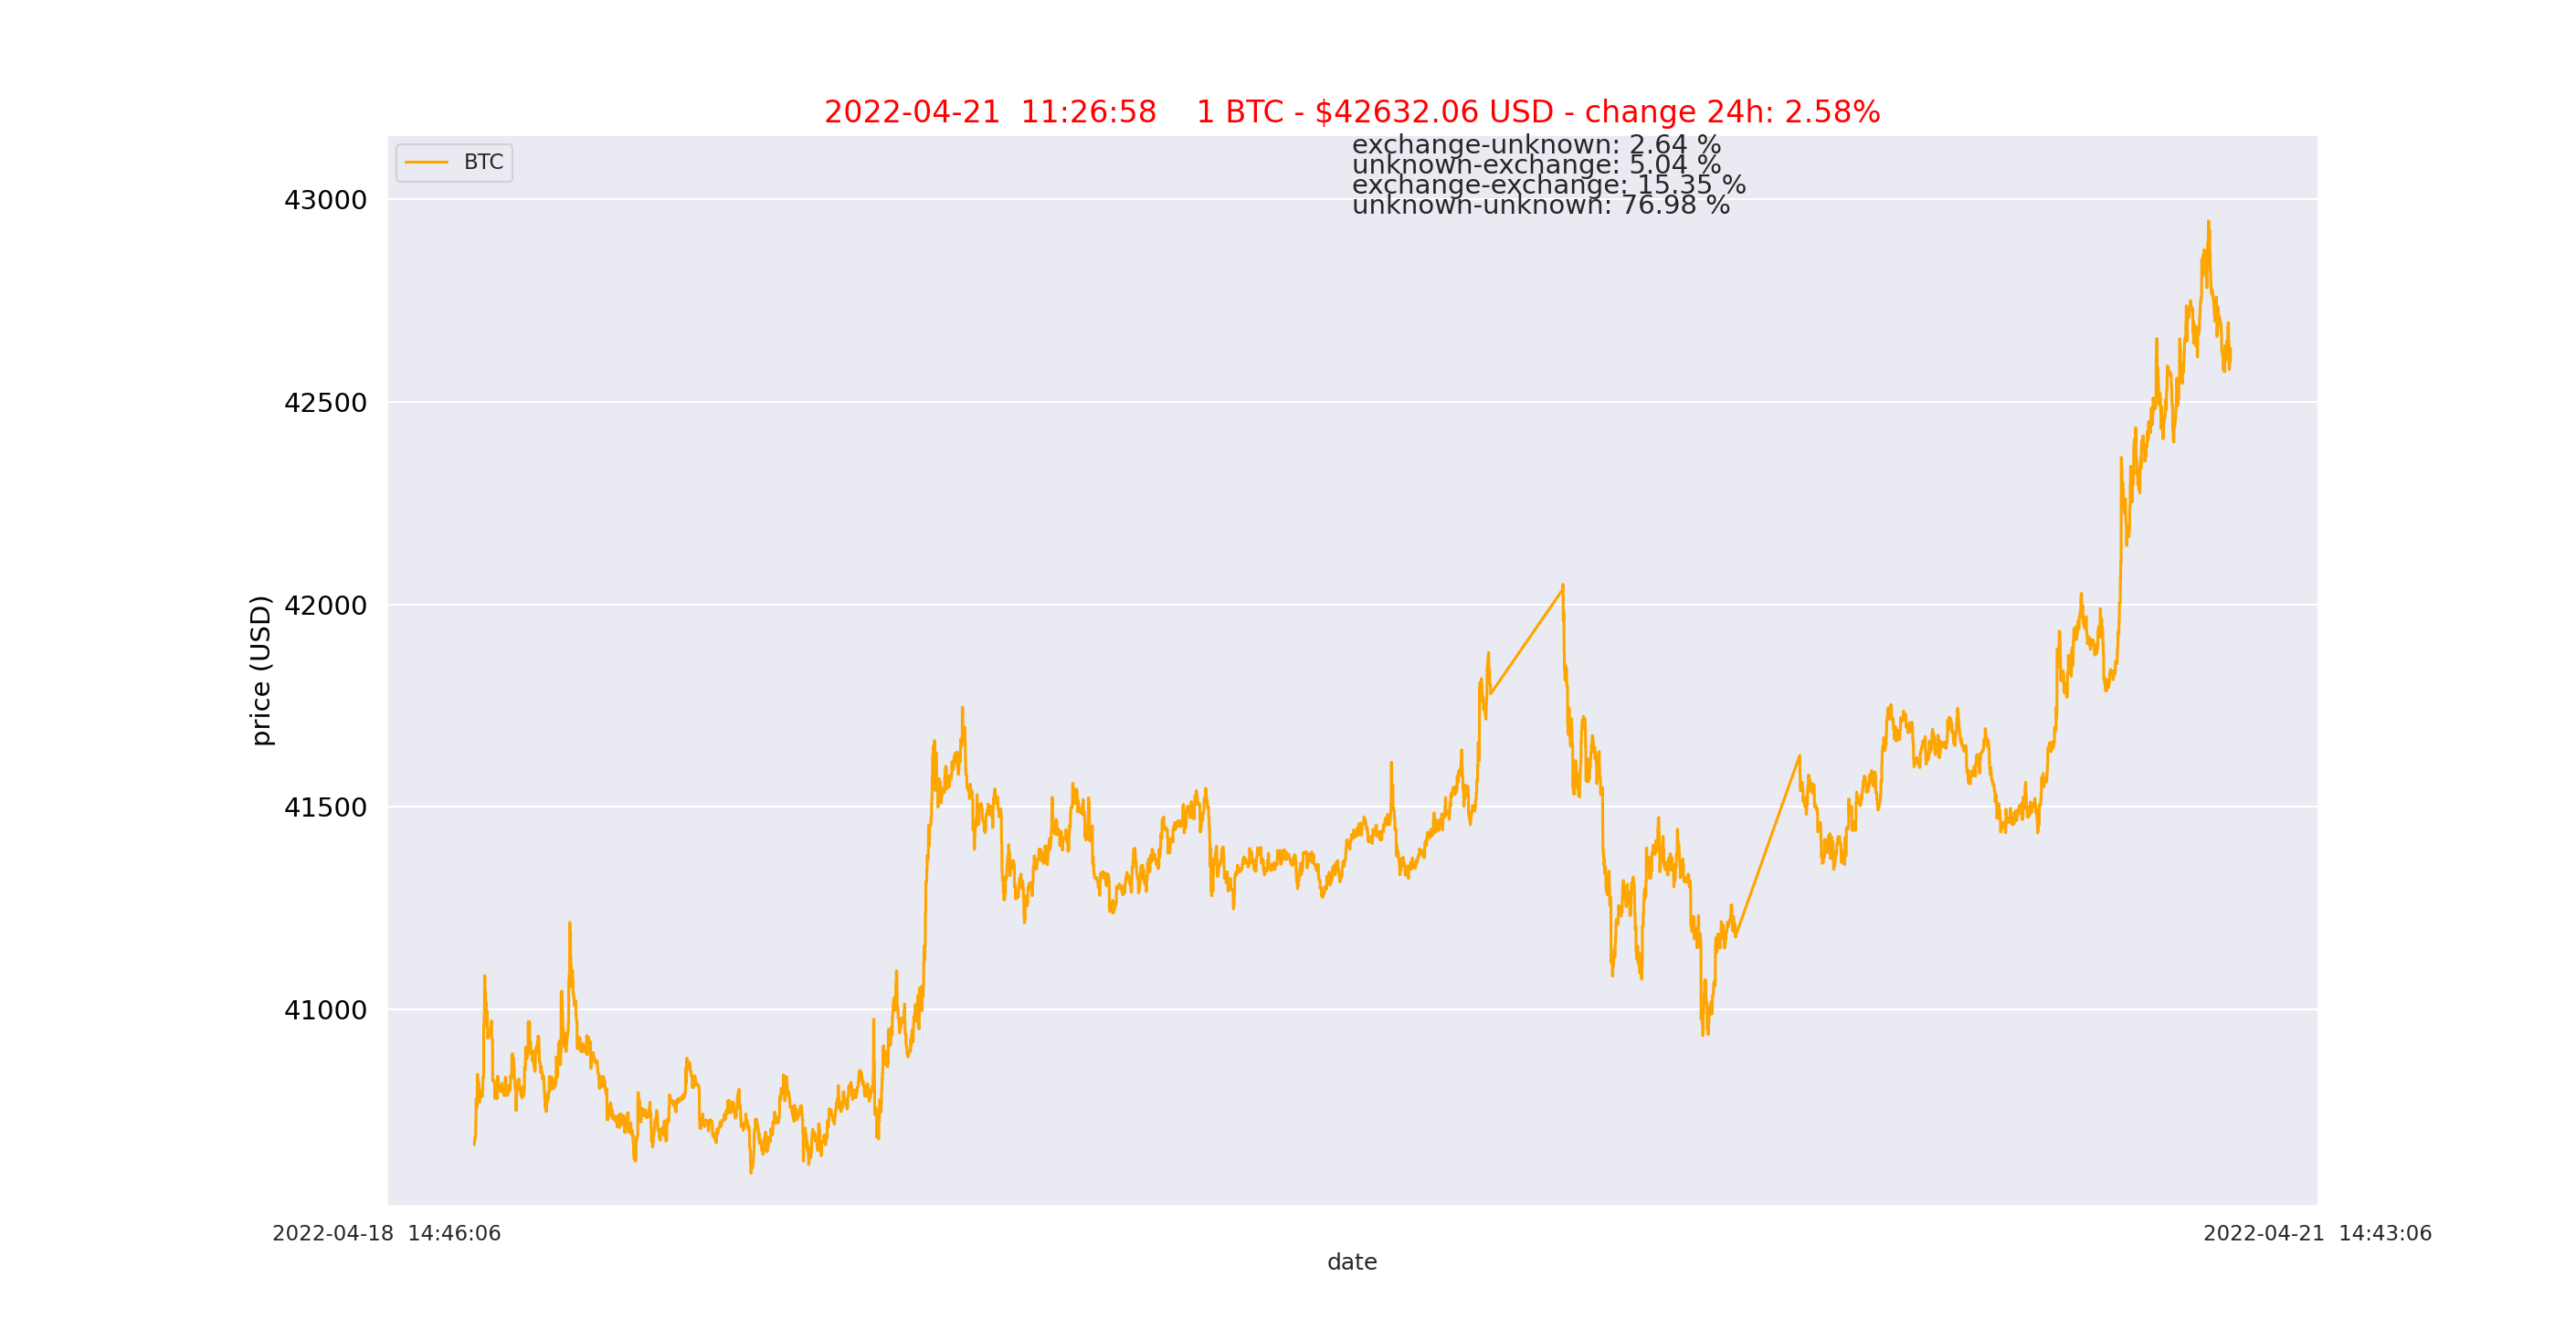 2022-04-21  11:26:58    1 BTC - $42632.06 USD - change 24h: 2.58%
exchange-unknown: 2.64 %
unknown-exchange: 5.04 %
exchange-exchange: 15.35 %
unknown-unknown: 76.98 %
BTC
43000
42500
42000
41500
41000
price (USD)
2022-04-18  14:46:06
2022-04-21  14:43:06
date